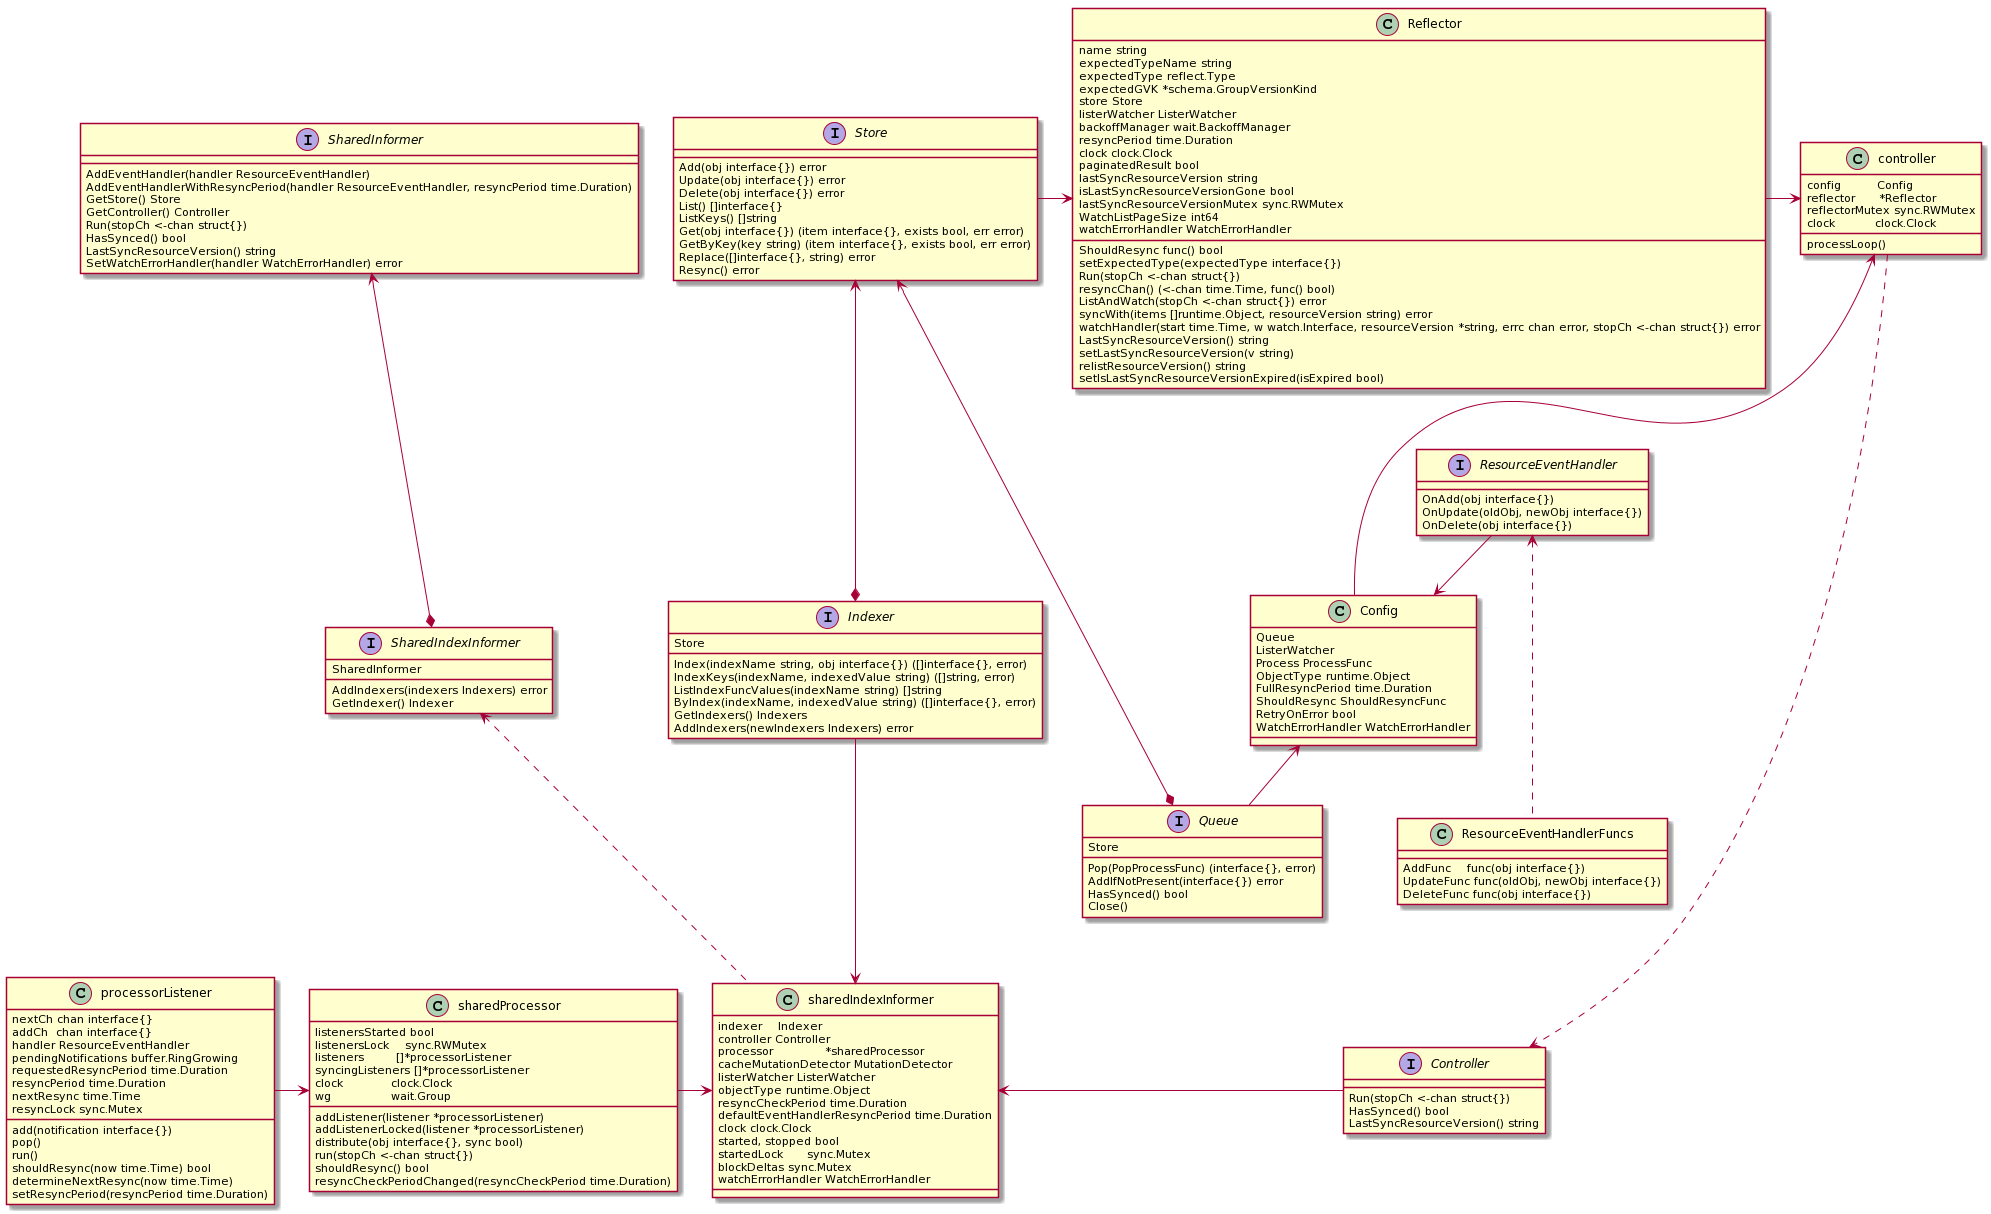 C Reflector
name string
expectedTypeName string
expectedType reflect.Type
expectedGVK *schema.GroupVersionKind
store Store
listerWatcher ListerWatcher
backoffManager wait.BackoffManager
resyncPeriod time.Duration
clock clock.Clock
paginatedResult bool
lastSyncResourceVersion string
isLastSyncResourceVersionGone bool
lastSyncResourceVersionMutex sync.RWMutex
WatchListPageSize int64
watchErrorHandler WatchErrorHandler
ShouldResync func() bool
setExpectedType(expectedType interface{})
Run(stopCh <-chan struct{})
resyncChan() (<-chan time.Time, func() bool)
ListAndWatch(stopCh <-chan struct{}) error
syncWith(items []runtime.Object, resourceVersion string) error
watchHandler(start time.Time, w watch.Interface, resourceVersion *string, errc chan error, stopCh <-chan struct{}) error
LastSyncResourceVersion() string
setLastSyncResourceVersion(v string)
relistResourceVersion() string
setIsLastSyncResourceVersionExpired(isExpired bool)
I SharedInformer
AddEventHandler(handler ResourceEventHandler)
AddEventHandlerWithResyncPeriod(handler ResourceEventHandler, resyncPeriod time.Duration)
GetStore() Store
GetController() Controller
Run(stopCh <-chan struct{})
HasSynced() bool
LastSyncResourceVersion() string
SetWatchErrorHandler(handler WatchErrorHandler) error
I Store
Add(obj interface{}) error
Update(obj interface{}) error
Delete(obj interface{}) error
List() []interface{}
ListKeys() []string
Get(obj interface{}) (item interface{}, exists bool, err error)
GetByKey(key string) (item interface{}, exists bool, err error)
Replace([]interface{}, string) error
Resync() error
C controller
config Config
reflector *Reflector
reflectorMutex sync.RWMutex
clock clock.Clock
processLoop()
I ResourceEventHandler
OnAdd(obj interface{})
OnUpdate(oldObj, newObj interface{})
OnDelete(obj interface{})
I SharedIndexInformer
SharedInformer
AddIndexers(indexers Indexers) error
GetIndexer() Indexer
I Indexer
Store
Index(indexName string, obj interface{}) ([]interface{}, error)
IndexKeys(indexName, indexedValue string) ([]string, error)
ListIndexFuncValues(indexName string) []string
ByIndex(indexName, indexedValue string) ([]interface{}, error)
GetIndexers() Indexers
AddIndexers(newIndexers Indexers) error
C Config
Queue
ListerWatcher
Process ProcessFunc
ObjectType runtime.Object
FullResyncPeriod time.Duration
ShouldResync ShouldResyncFunc
RetryOnError bool
WatchErrorHandler WatchErrorHandler
I Queue
Store
Pop(PopProcessFunc) (interface{}, error)
AddIfNotPresent(interface{}) error
HasSynced() bool
Close()
C ResourceEventHandlerFuncs
AddFunc func(obj interface{})
UpdateFunc func(oldObj, newObj interface{})
DeleteFunc func(obj interface{})
C processorListener
nextCh chan interface{}
addCh chan interface{}
handler ResourceEventHandler
pendingNotifications buffer.RingGrowing
requestedResyncPeriod time.Duration
resyncPeriod time.Duration
nextResync time.Time
resyncLock sync.Mutex
add(notification interface{})
pop()
run()
shouldResync(now time.Time) bool
determineNextResync(now time.Time)
setResyncPeriod(resyncPeriod time.Duration)
C sharedProcessor
listenersStarted bool
listenersLock sync.RWMutex
listeners []*processorListener
syncingListeners []*processorListener
clock clock.Clock
wg wait.Group
addListener(listener *processorListener)
addListenerLocked(listener *processorListener)
distribute(obj interface{}, sync bool)
run(stopCh <-chan struct{})
shouldResync() bool
resyncCheckPeriodChanged(resyncCheckPeriod time.Duration)
C sharedIndexInformer
indexer Indexer
controller Controller
processor *sharedProcessor
cacheMutationDetector MutationDetector
listerWatcher ListerWatcher
objectType runtime.Object
resyncCheckPeriod time.Duration
defaultEventHandlerResyncPeriod time.Duration
clock clock.Clock
started, stopped bool
startedLock sync.Mutex
blockDeltas sync.Mutex
watchErrorHandler WatchErrorHandler
I Controller
Run(stopCh <-chan struct{})
HasSynced() bool
LastSyncResourceVersion() string